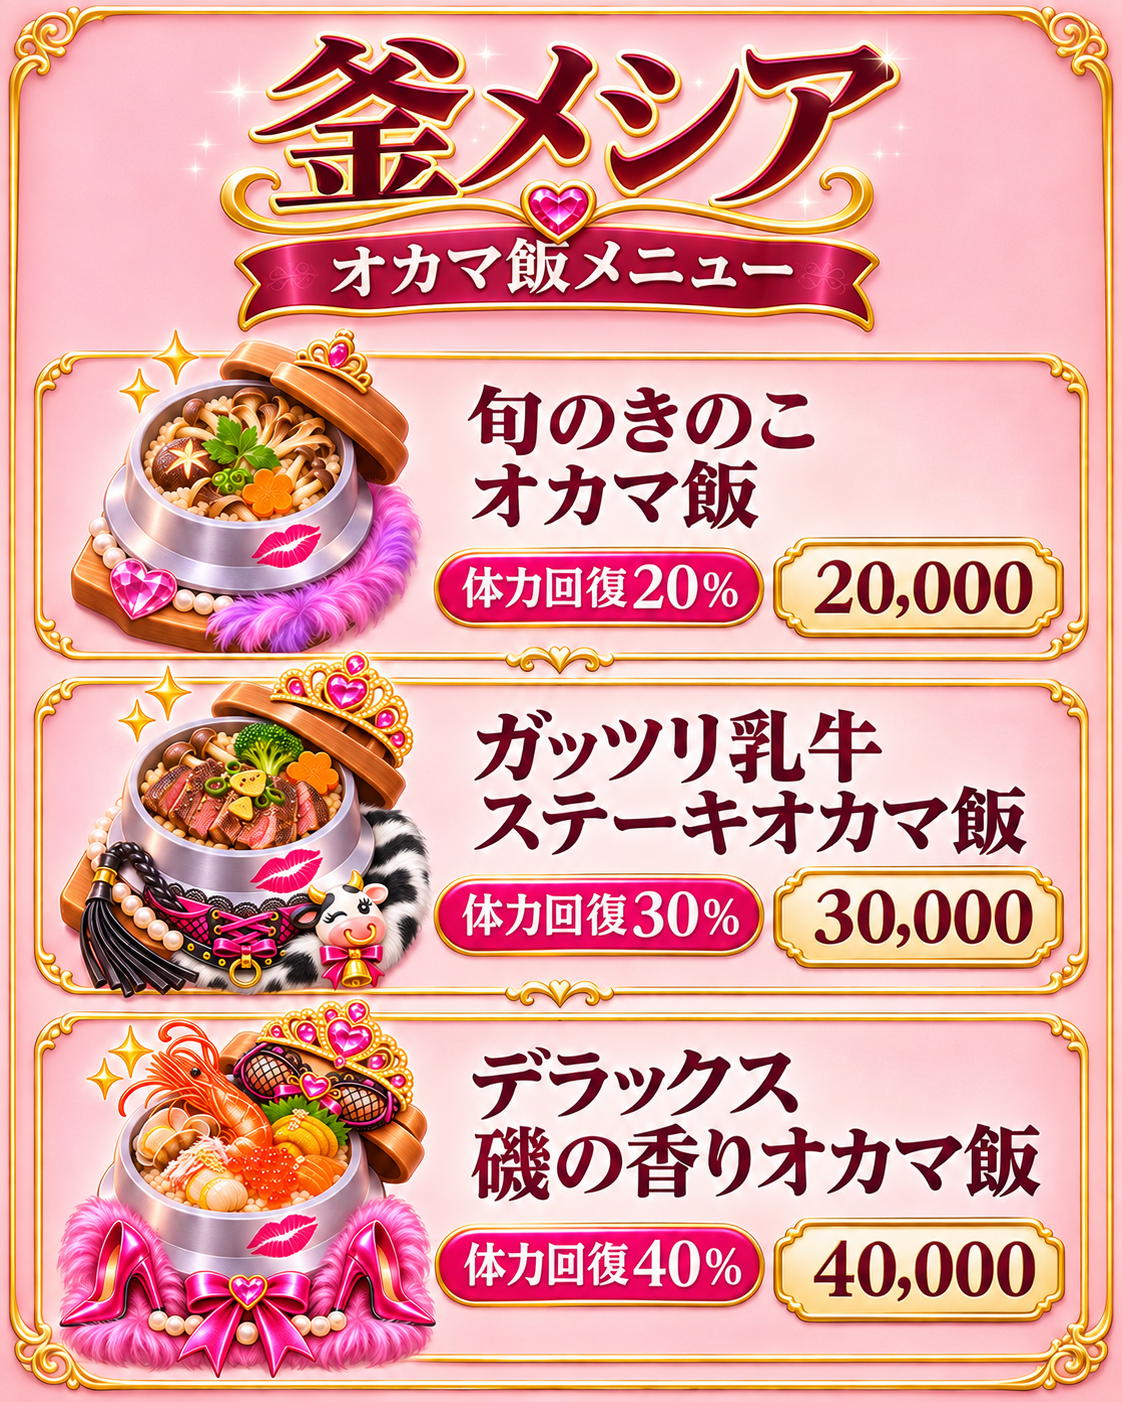 釜メシア
オカマ飯メニュー
旬のきのこ
オカマ飯
体力回復20%
20,000
ガッツリ乳牛
ステーキオカマ飯
体力回復30%
30,000
デラックス
磯の香りオカマ飯
体力回復40%
40,000